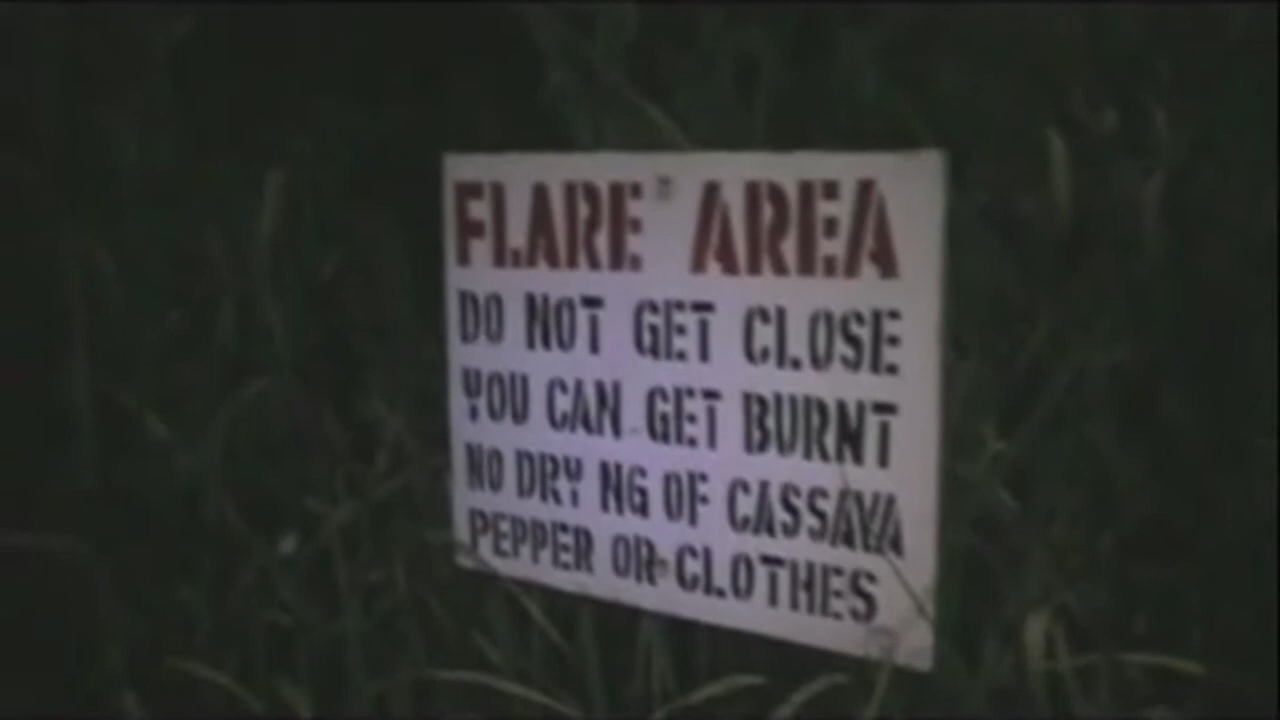 FLARE AREA
DO NOT GET CLOSE
YOU CAN GET BURNT
NO DRY NG OF CASSAVA
PEPPER OR CLOTHES